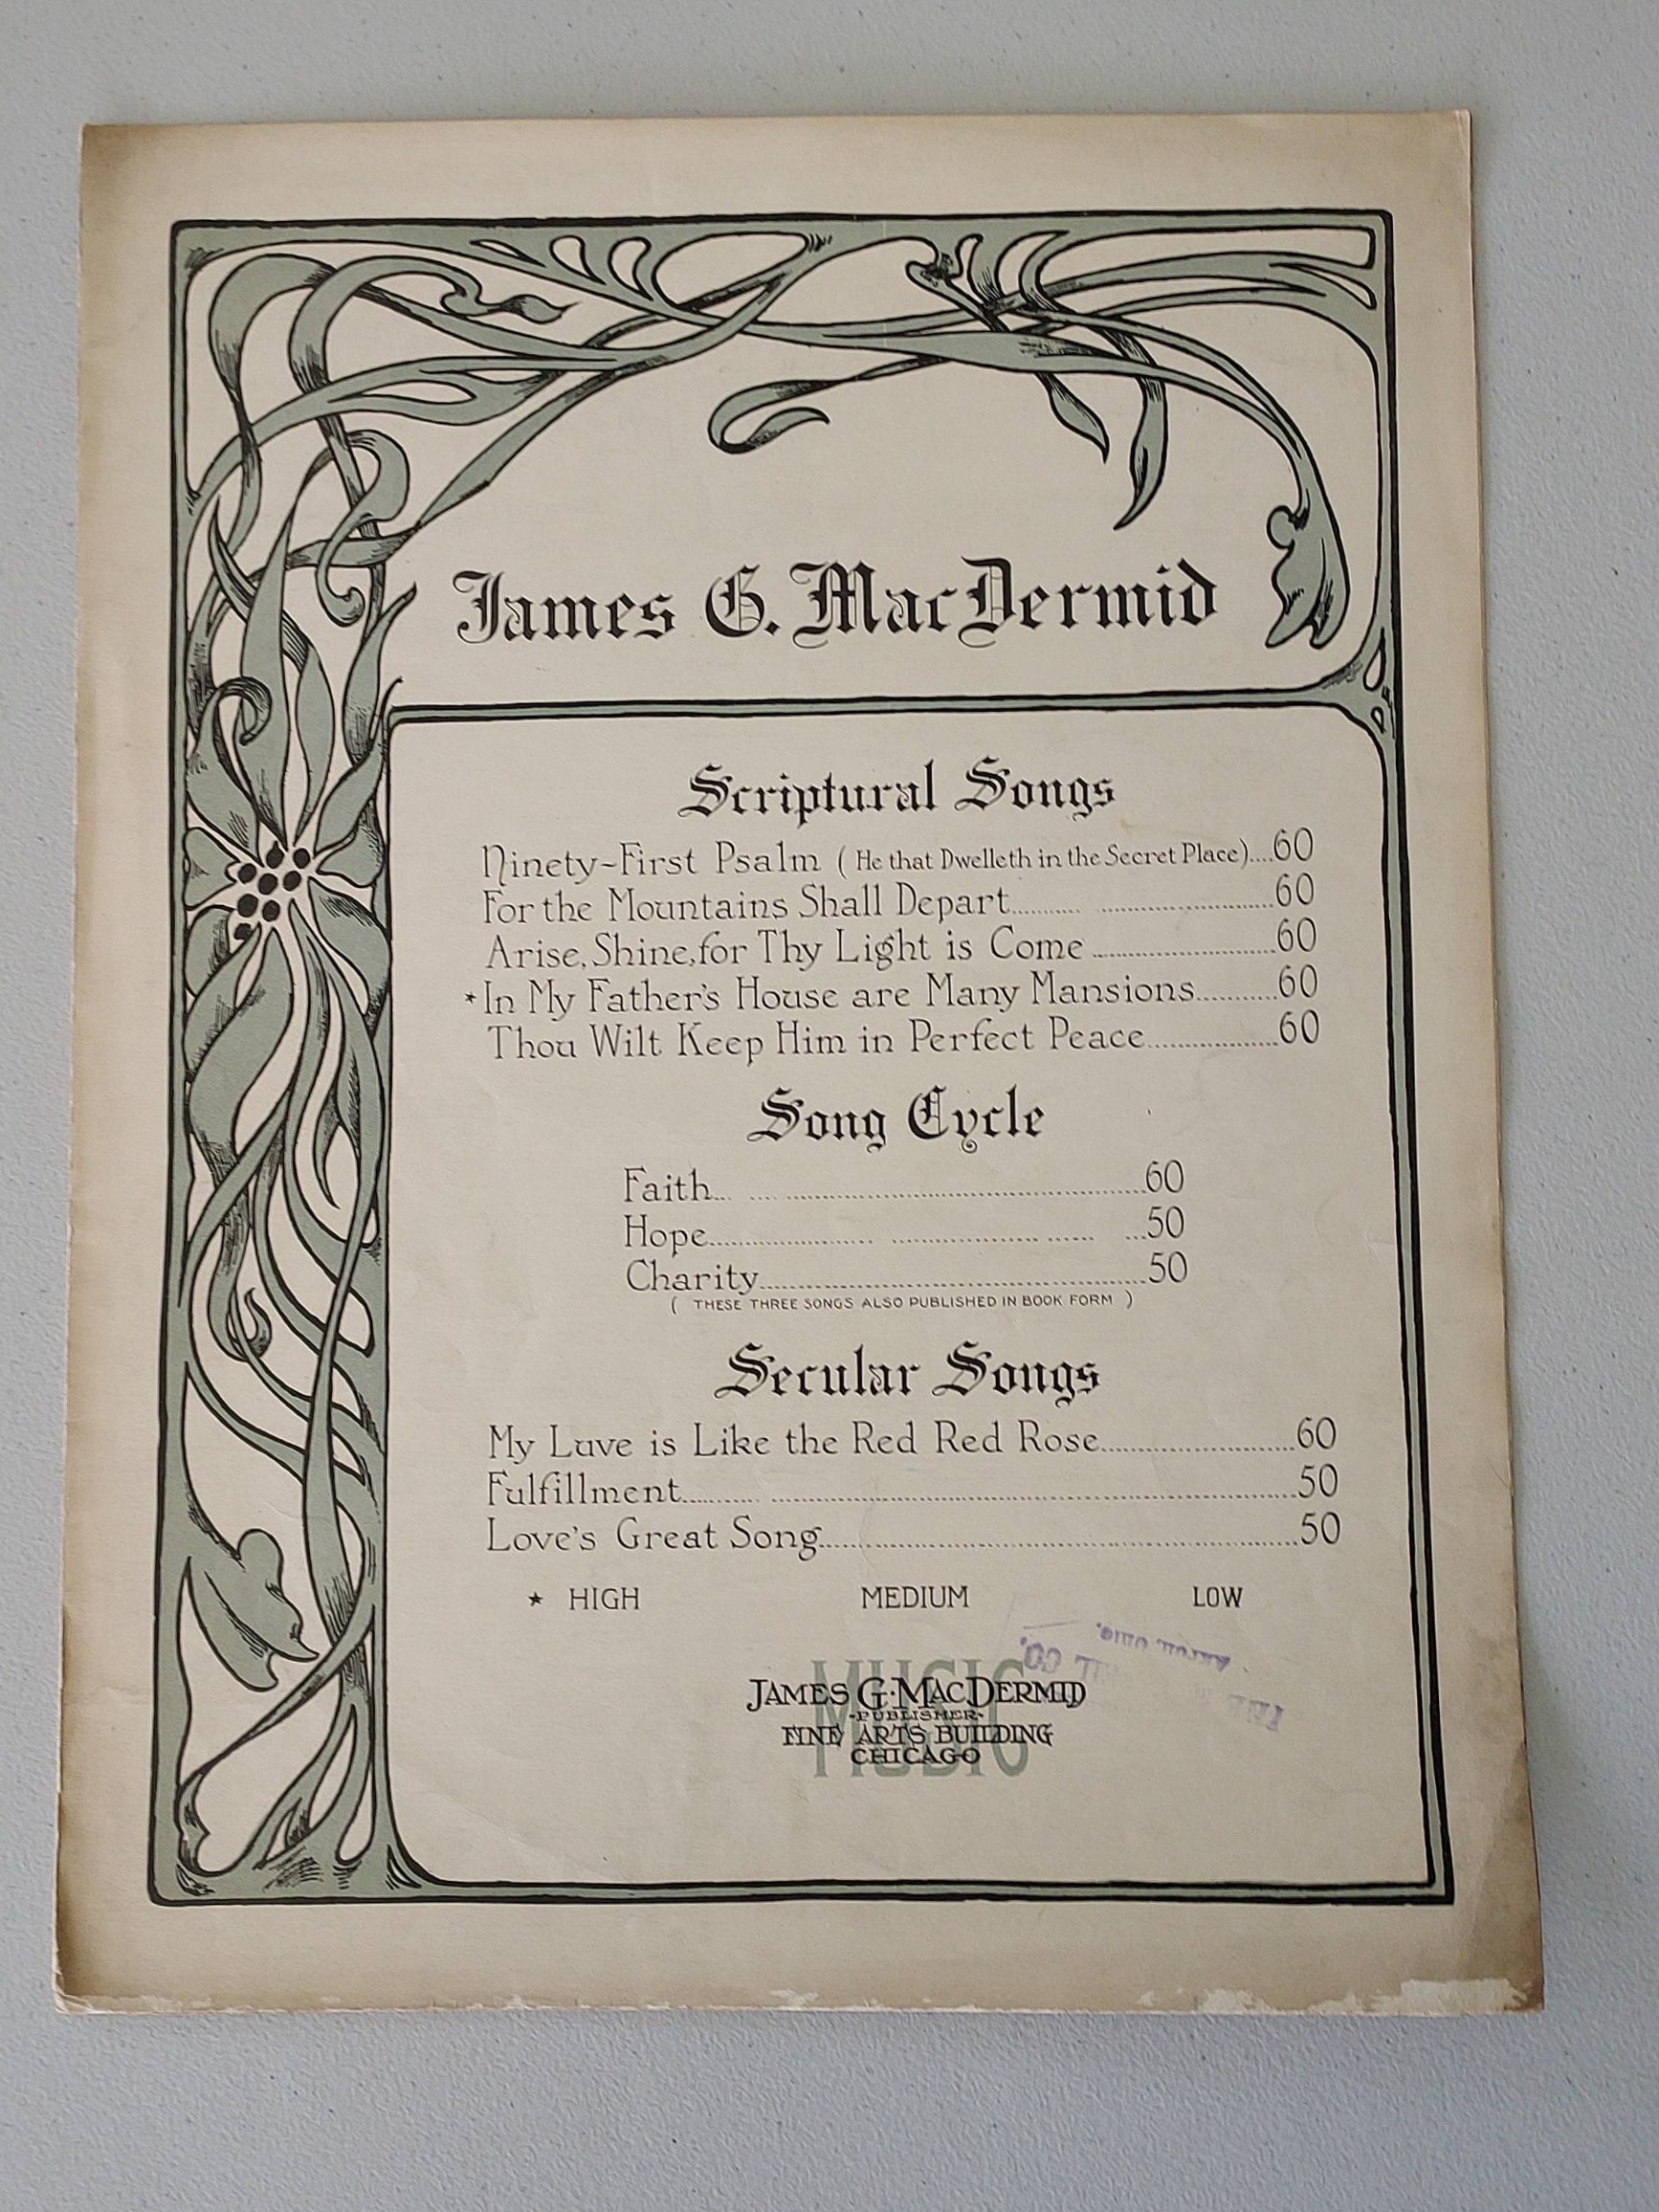 James G. MacDermid
Scriptural Songs
Ninety-First Psalm (He that Dwelleth in the Secret Place)....60
For the Mountains Shall Depart.......... ..........................60
Arise, Shine, for Thy Light is Come ..........................60
*In My Father's House are Many Mansions...........60
Thou Wilt Keep Him in Perfect Peace...................60
Song Cycle
Faith... .... ..................................................60
Hope........................ ..................... ....... ...50
Charity.......................................................50
( THESE THREE SONGS ALSO PUBLISHED IN BOOK FORM )
Secular Songs
My Luve is Like the Red Red Rose...........................60
Fulfillment........... ..........................................................................50
Love's Great Song....................................................................50
★ HIGH MEDIUM LOW
MUSIC
JAMES G. MACDERMID
-PUBLISHER-
FINE ARTS BUILDING
CHICAGO
CO.
Akron, Ohio.